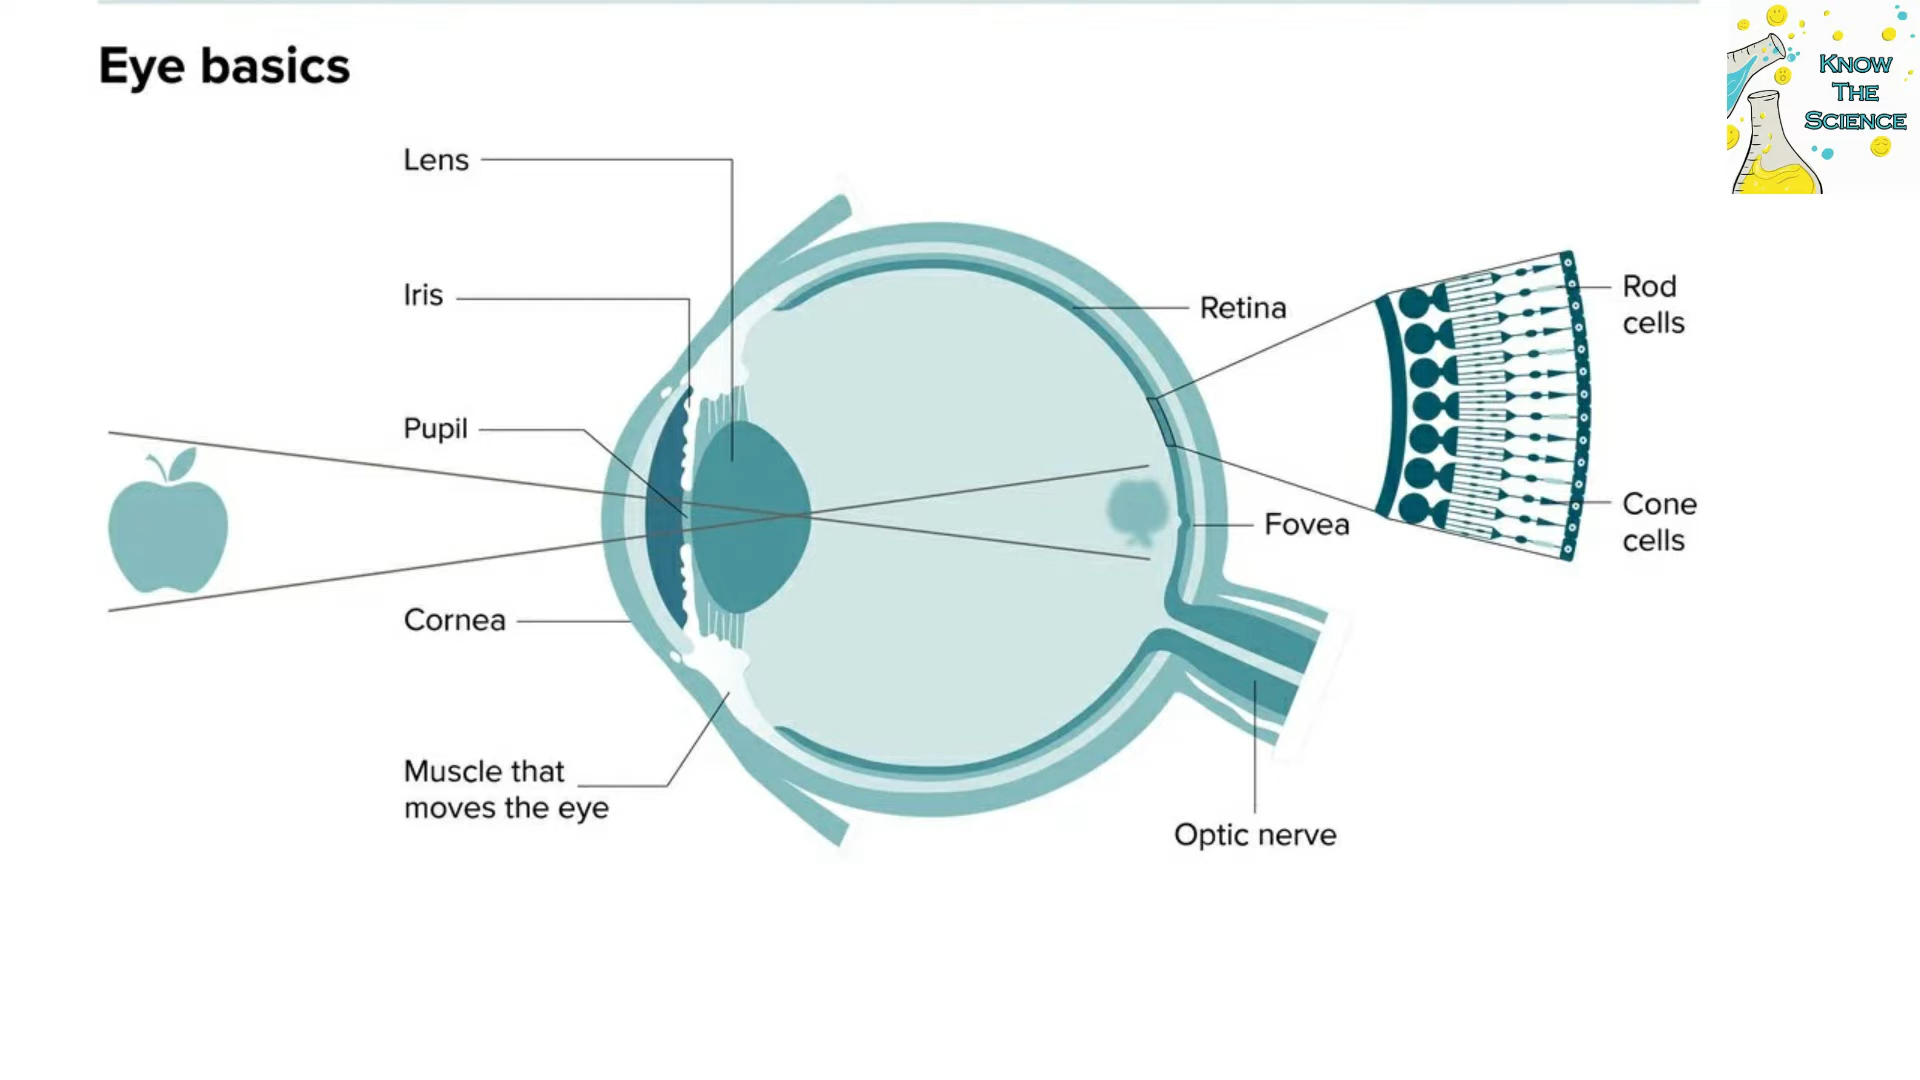 Eye basics
KNOW
THE
SCIENCE
Lens
Iris
Pupil
Cornea
Muscle that
moves the eye
Retina
Rod
cells
Cone
cells
Fovea
Optic nerve